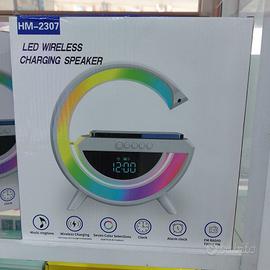 HM-2307
LED WIRELESS
CHARGING SPEAKER
12:00
Music ringtone
Wireless Charging
Seven Color Selections
Clock
Alarm clock
FM RADIO